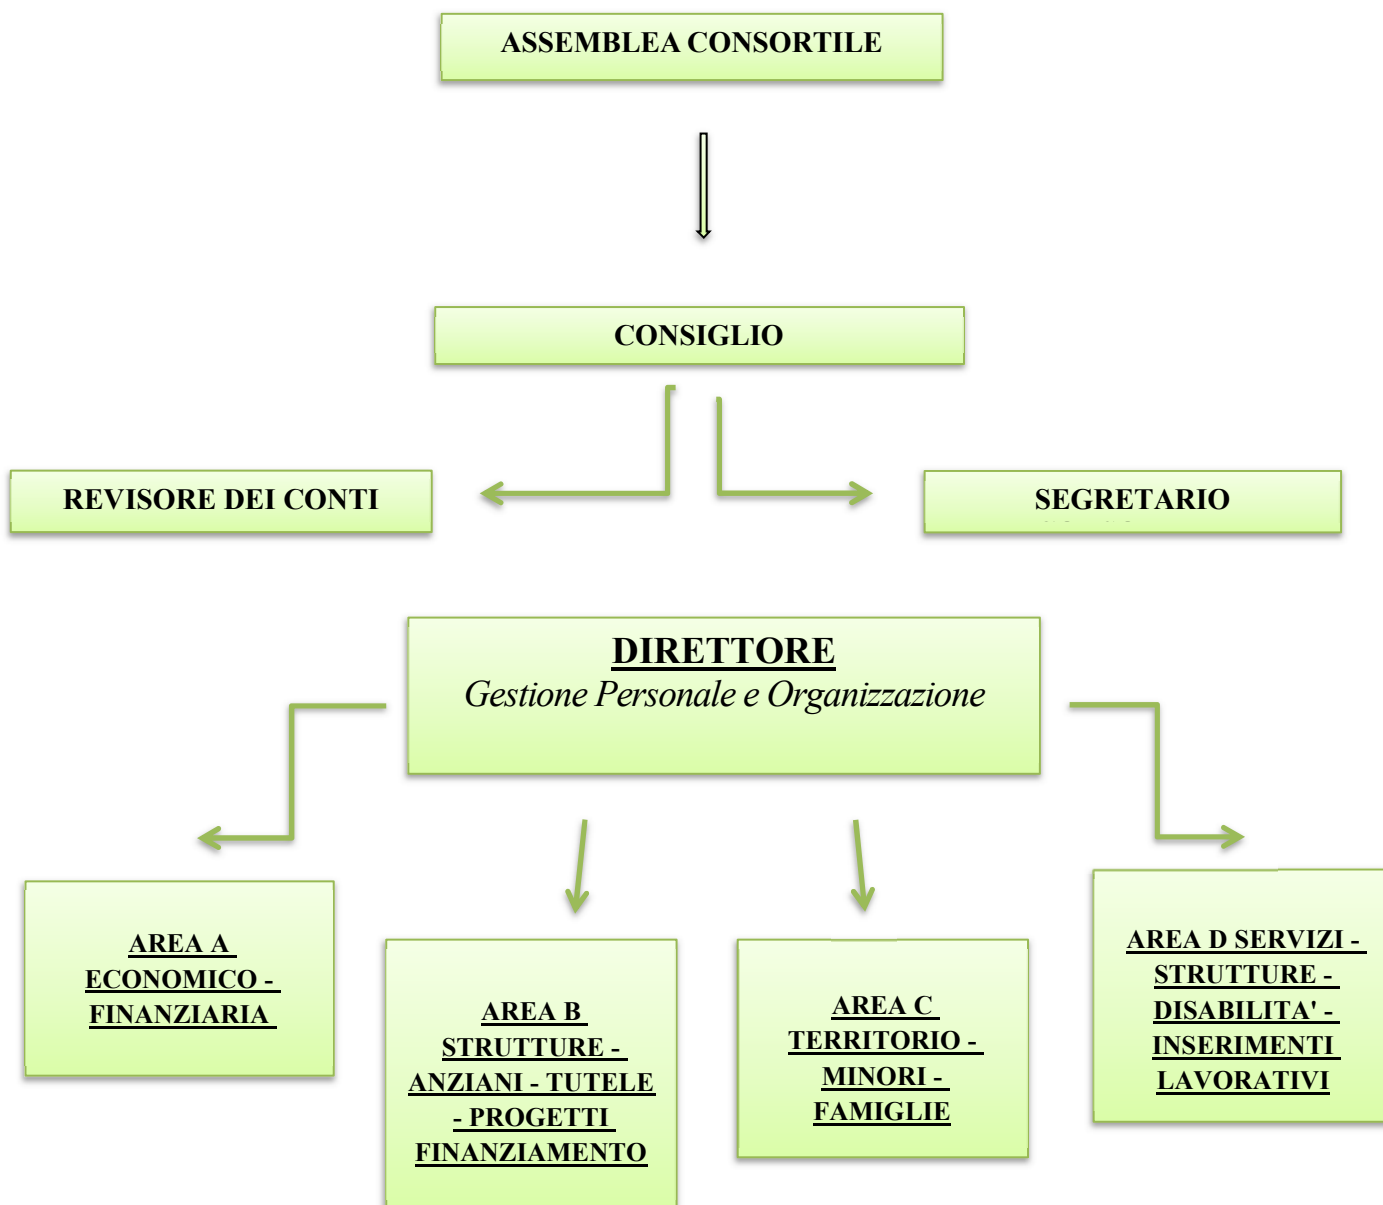 ASSEMBLEA CONSORTILE
CONSIGLIO
REVISORE DEI CONTI
SEGRETARIO
DIRETTORE
Gestione Personale e Organizzazione
AREA A
ECONOMICO -
FINANZIARIA
AREA B
STRUTTURE -
ANZIANI - TUTELE
- PROGETTI
FINANZIAMENTO
AREA C
TERRITORIO -
MINORI -
FAMIGLIE
AREA D SERVIZI -
STRUTTURE -
DISABILITA' -
INSERIMENTI
LAVORATIVI